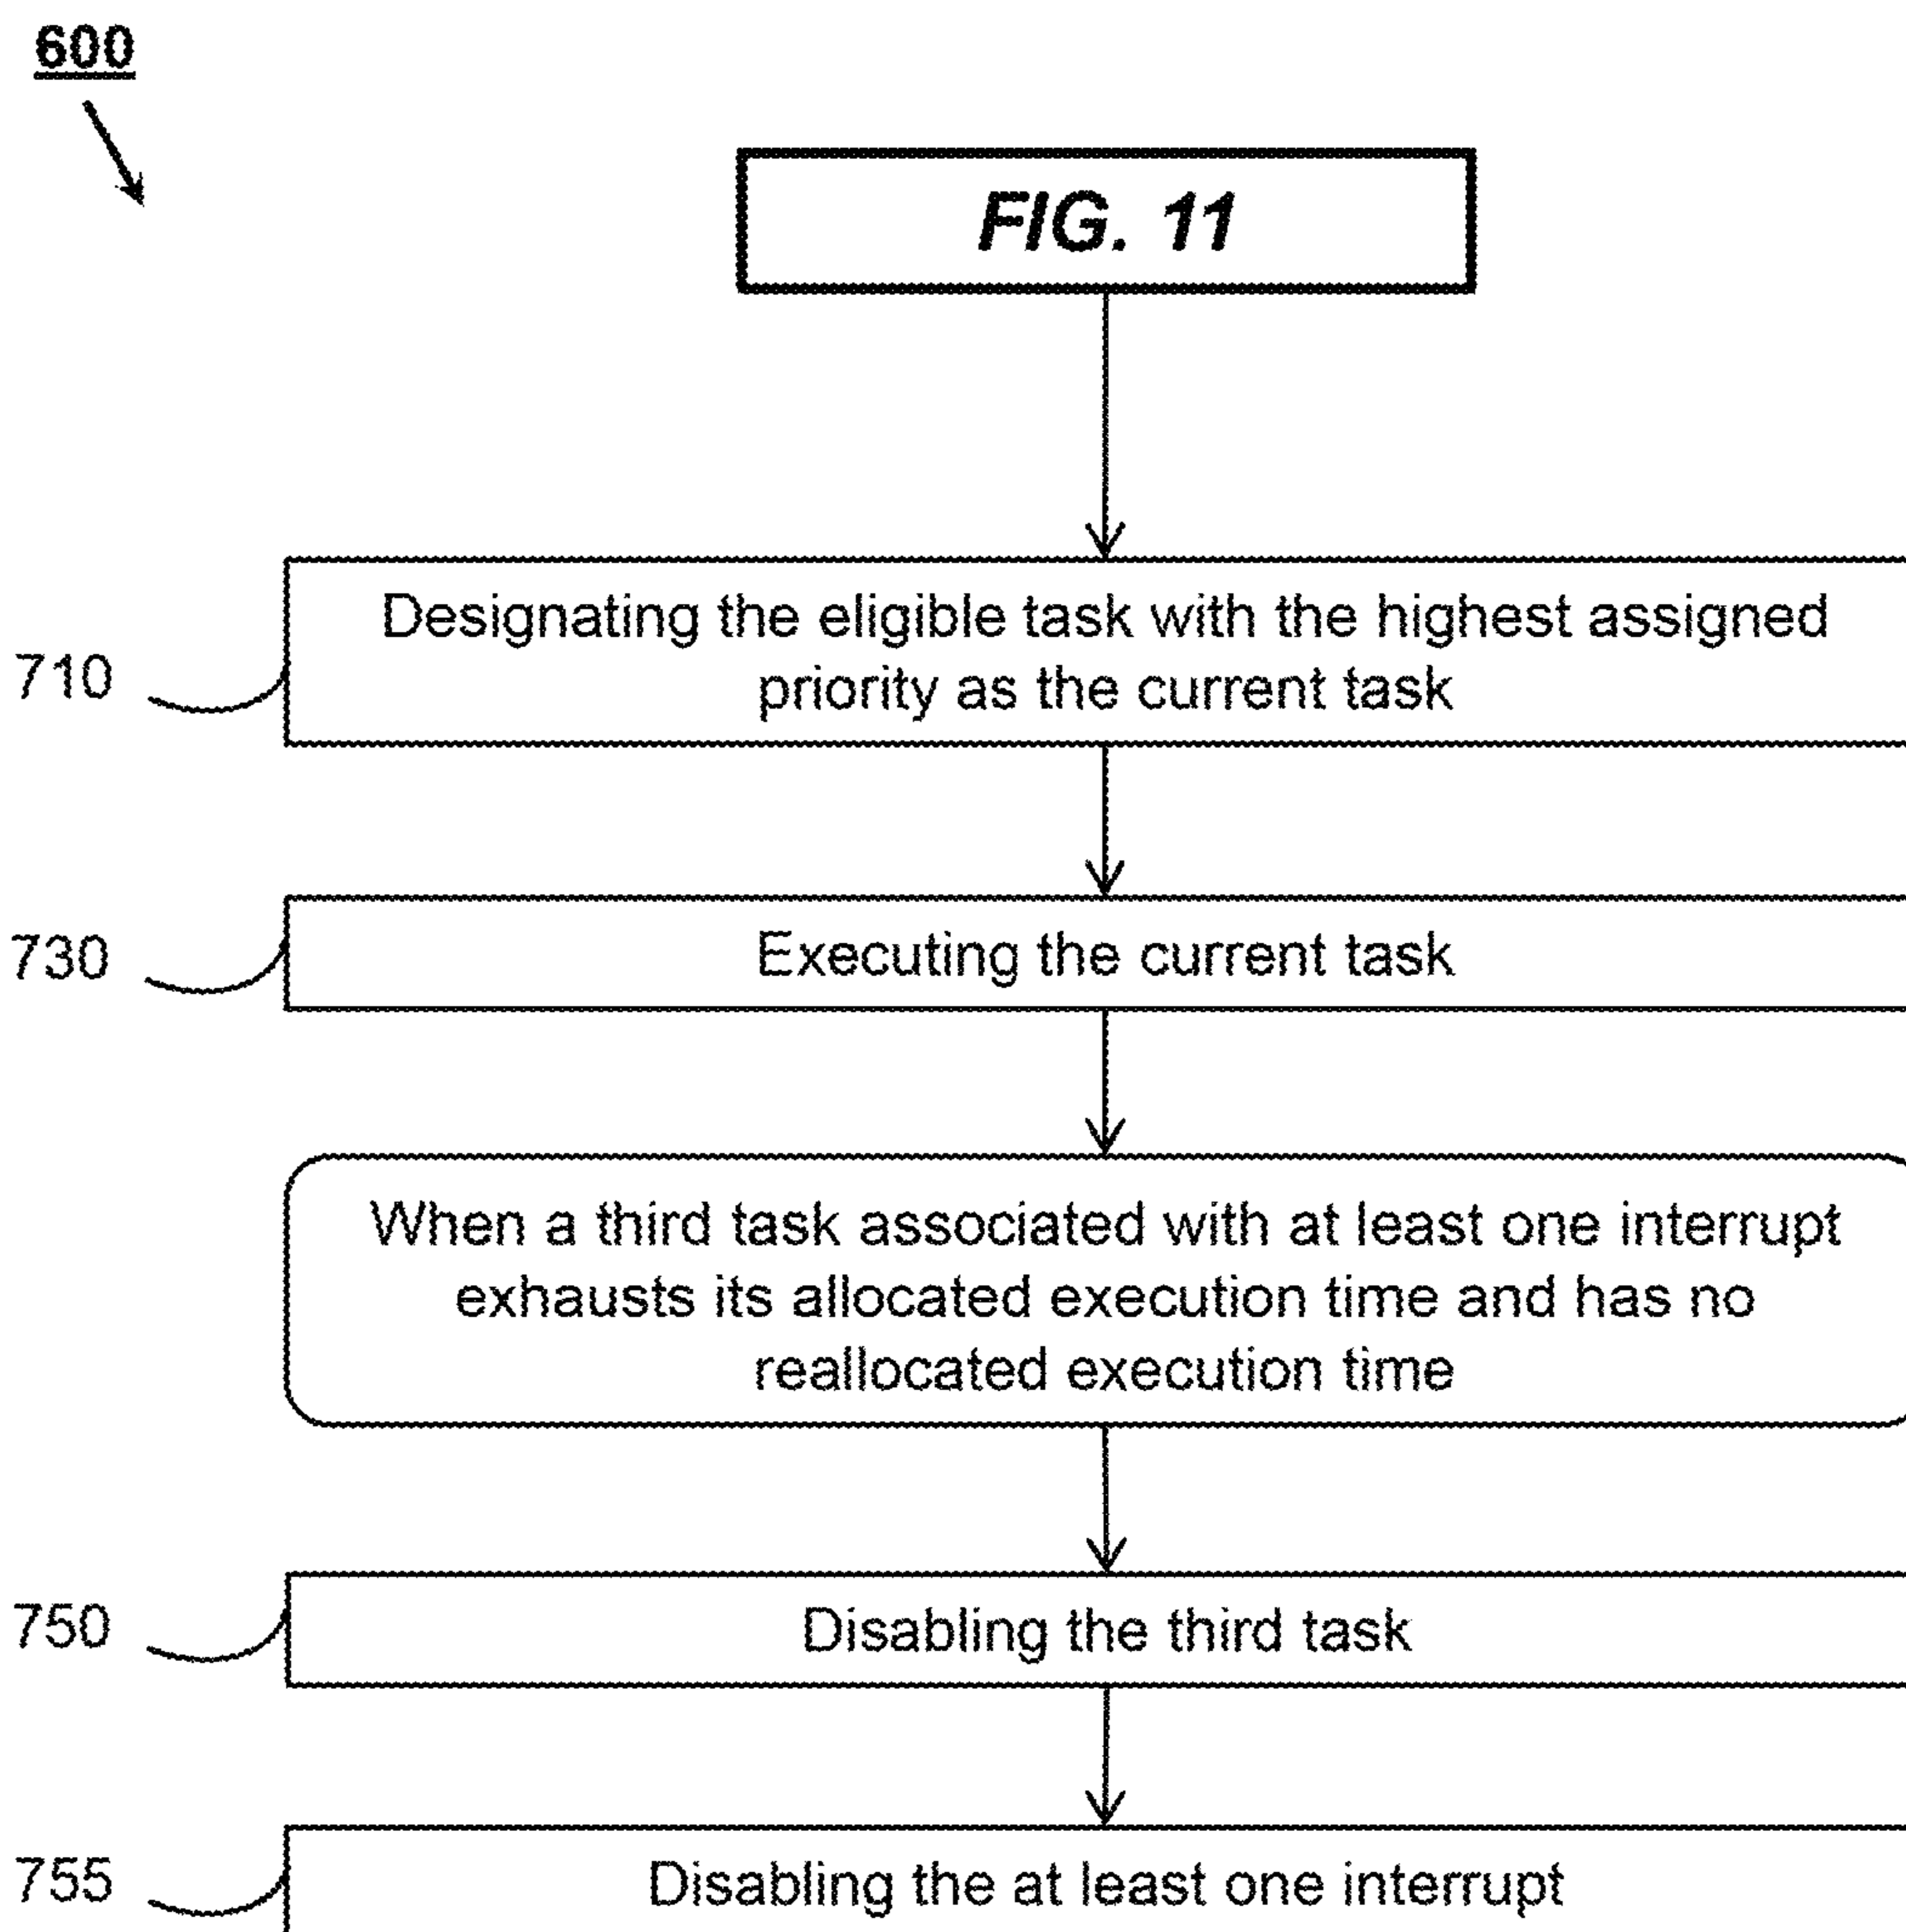 600
FIG. 11
Designating the eligible task with the highest assigned
priority as the current task
710
Executing the current task
730
When a third task associated with at least one interrupt
exhausts its allocated execution time and has no
reallocated execution time
Disabling the third task
750
Disabling the at least one interrupt
755